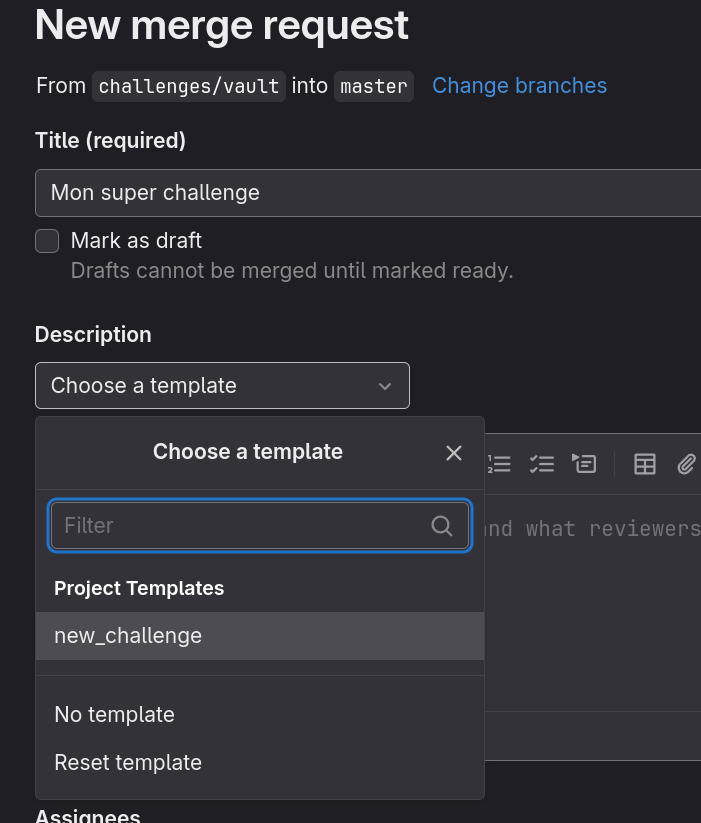 New merge request
From challenges/vault into master Change branches
Title (required)
Mon super challenge
Mark as draft
Drafts cannot be merged until marked ready.
Description
Choose a template
Choose a template
Filter
and what reviewers
Project Templates
new_challenge
No template
Reset template
Assignees